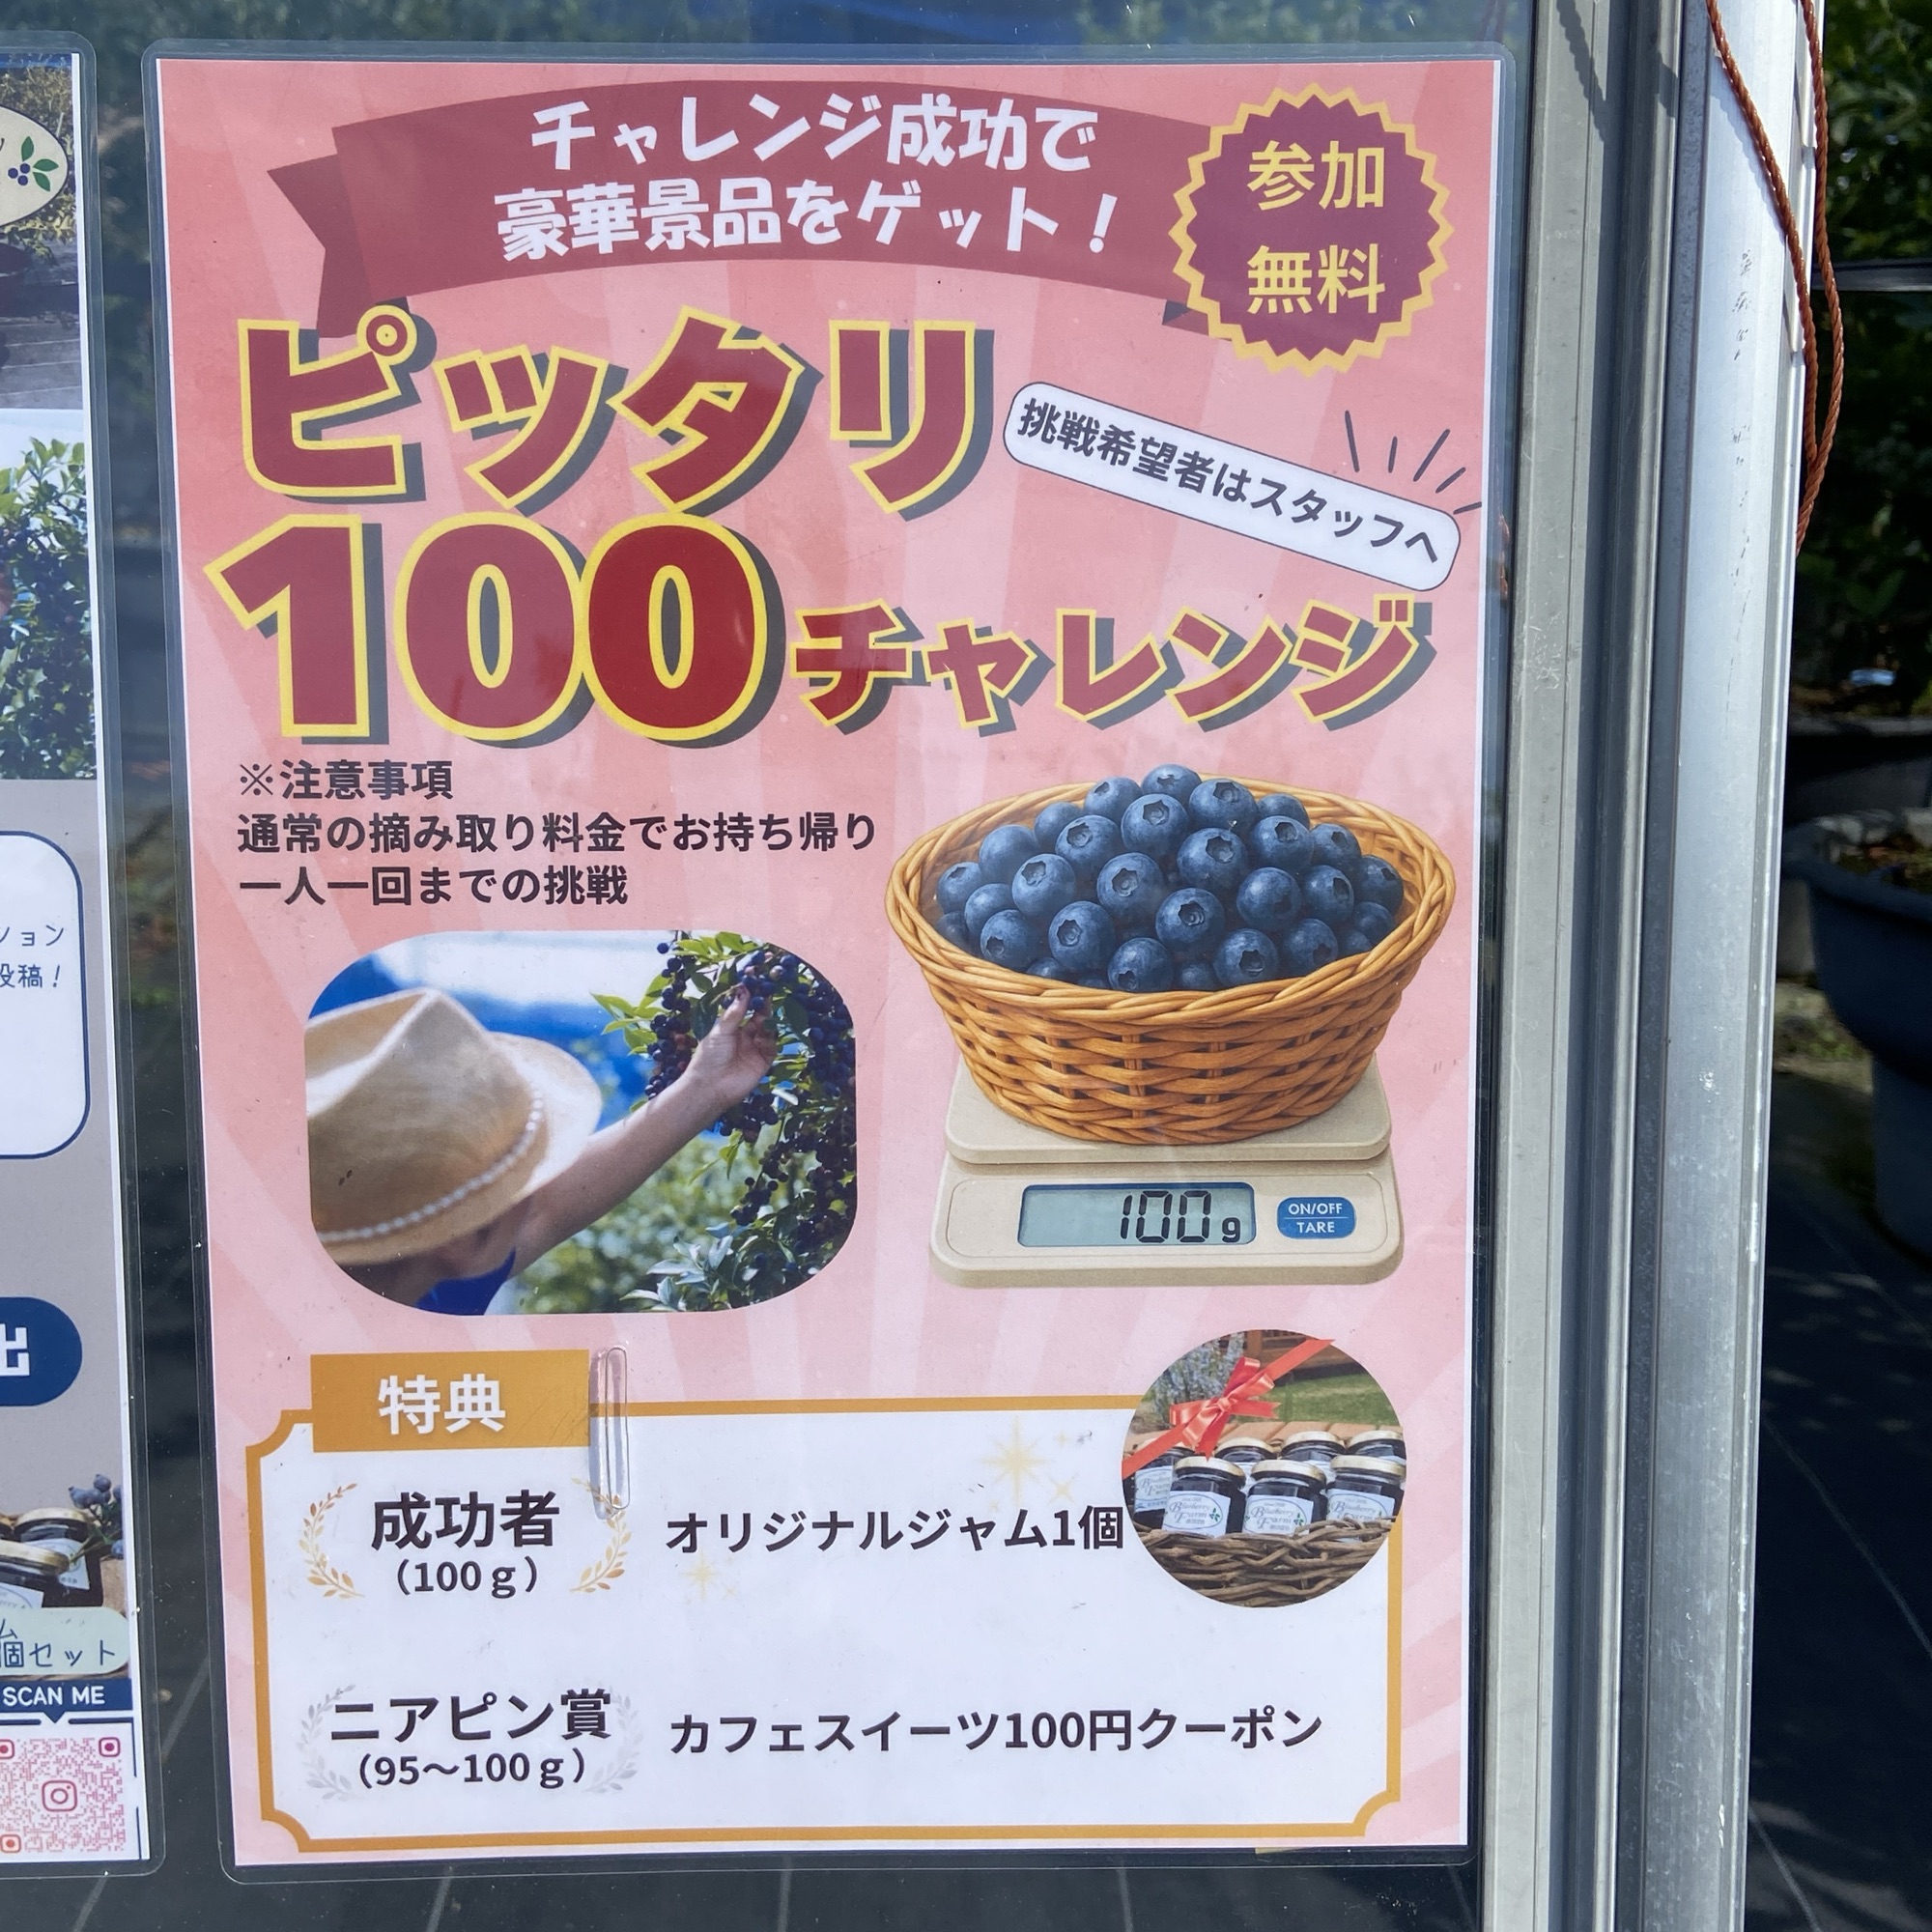 チャレンジ成功で
豪華景品をゲット！
参加
無料
ピッタリ
挑戦希望者はスタッフへ
100チャレンジ
※注意事項
通常の摘み取り料金でお持ち帰り
一人一回までの挑戦
100g
ON/OFF
TARE
特典
成功者
（100ｇ）
オリジナルジャム1個
ニアピン賞
（95～100ｇ）
カフェスイーツ100円クーポン
ション
投稿！
出
ム
個セット
SCAN ME